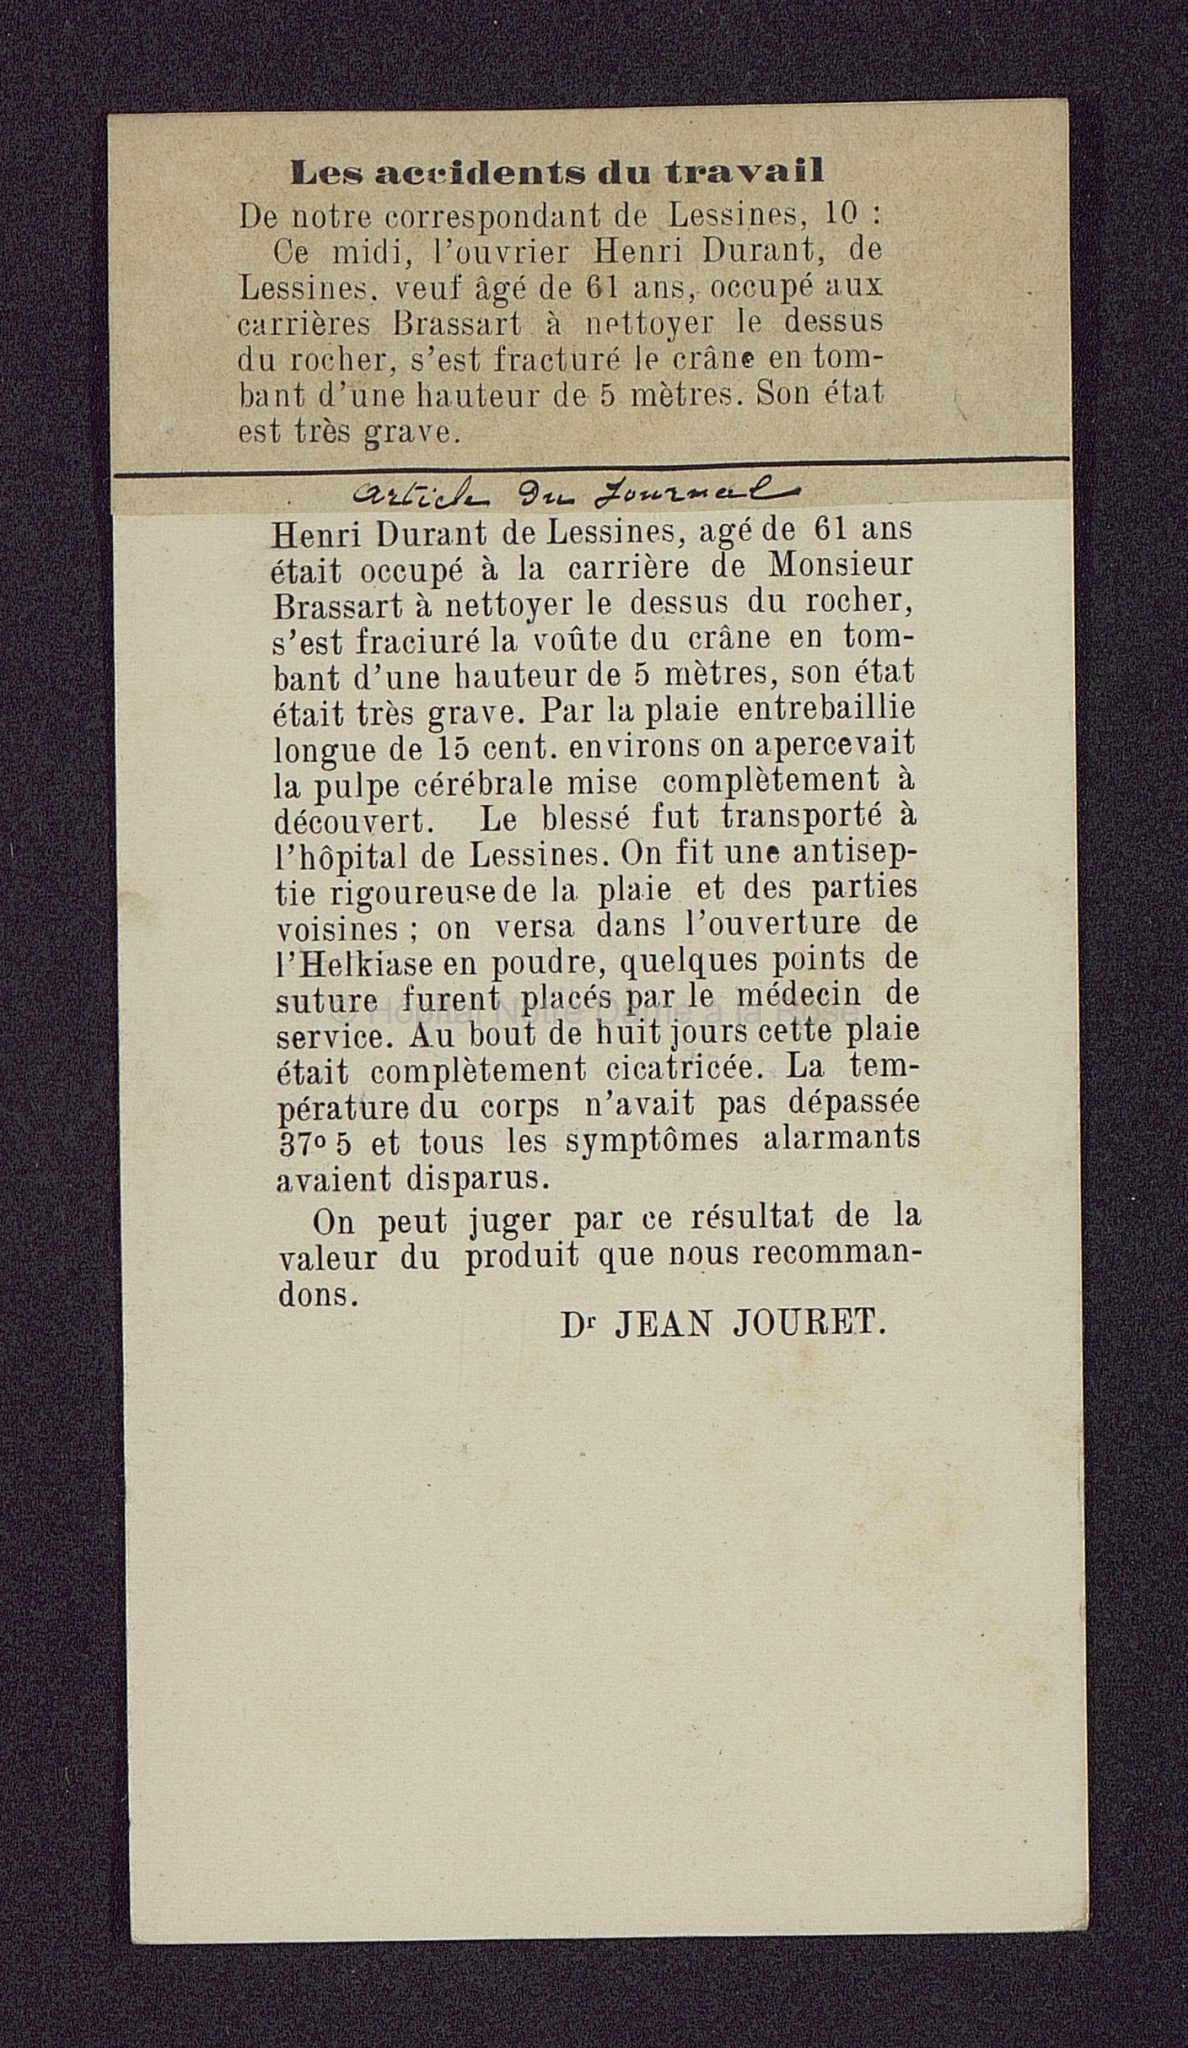 Les accidents du travail
De notre correspondant de Lessines, 10 :
Ce midi, l'ouvrier Henri Durant, de
Lessines. veuf âgé de 61 ans, occupé aux
carrières Brassart à nettoyer le dessus
du rocher, s'est fracturé le crâne en tom-
bant d'une hauteur de 5 mètres. Son état
est très grave.
Article Du Journal
Henri Durant de Lessines, agé de 61 ans
était occupé à la carrière de Monsieur
Brassart à nettoyer le dessus du rocher,
s'est fraciuré la voûte du crâne en tom-
bant d'une hauteur de 5 mètres, son état
était très grave. Par la plaie entrebaillie
longue de 15 cent. environs on apercevait
la pulpe cérébrale mise complètement à
découvert. Le blessé fut transporté à
l'hôpital de Lessines. On fit une antisep-
tie rigoureuse de la plaie et des parties
voisines ; on versa dans l'ouverture de
l'Helkiase en poudre, quelques points de
suture furent placés par le médecin de
© Hôpital Notre-Dame à la Rose
service. Au bout de huit jours cette plaie
était complètement cicatricée. La tem-
pérature du corps n'avait pas dépassée
37º 5 et tous les symptômes alarmants
avaient disparus.
On peut juger par ce résultat de la
valeur du produit que nous recomman-
dons.
Dr JEAN JOURET.